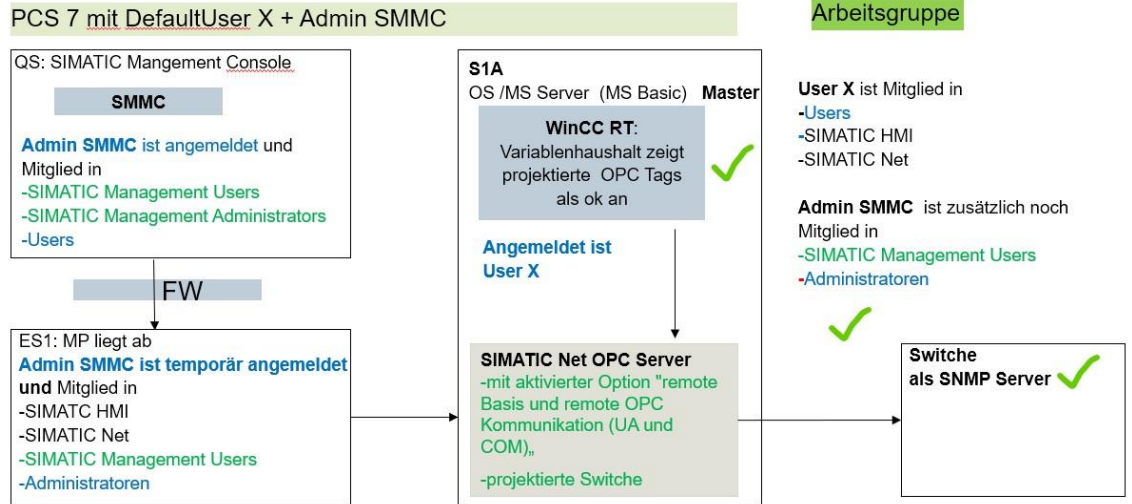 PCS 7 mit DefaultUser X + Admin SMMC
Arbeitsgruppe
QS: SIMATIC Mangement Console
SMMC
Admin SMMC ist angemeldet und
Mitglied in
-SIMATIC Management Users
-SIMATIC Management Administrators
-Users
FW
ES1: MP liegt ab
Admin SMMC ist temporär angemeldet
und Mitglied in
-SIMATC HMI
-SIMATIC Net
-SIMATIC Management Users
-Administratoren
S1A
OS /MS Server (MS Basic) Master
WinCC RT:
Variablenhaushalt zeigt
projektierte OPC Tags
als ok an
Angemeldet ist
User X
SIMATIC Net OPC Server
-mit aktivierter Option "remote
Basis und remote OPC
Kommunikation (UA und
COM)„
-projektierte Switche
User X ist Mitglied in
-Users
-SIMATIC HMI
-SIMATIC Net
Admin SMMC ist zusätzlich noch
Mitglied in
-SIMATIC Management Users
-Administratoren
Switche
als SNMP Server